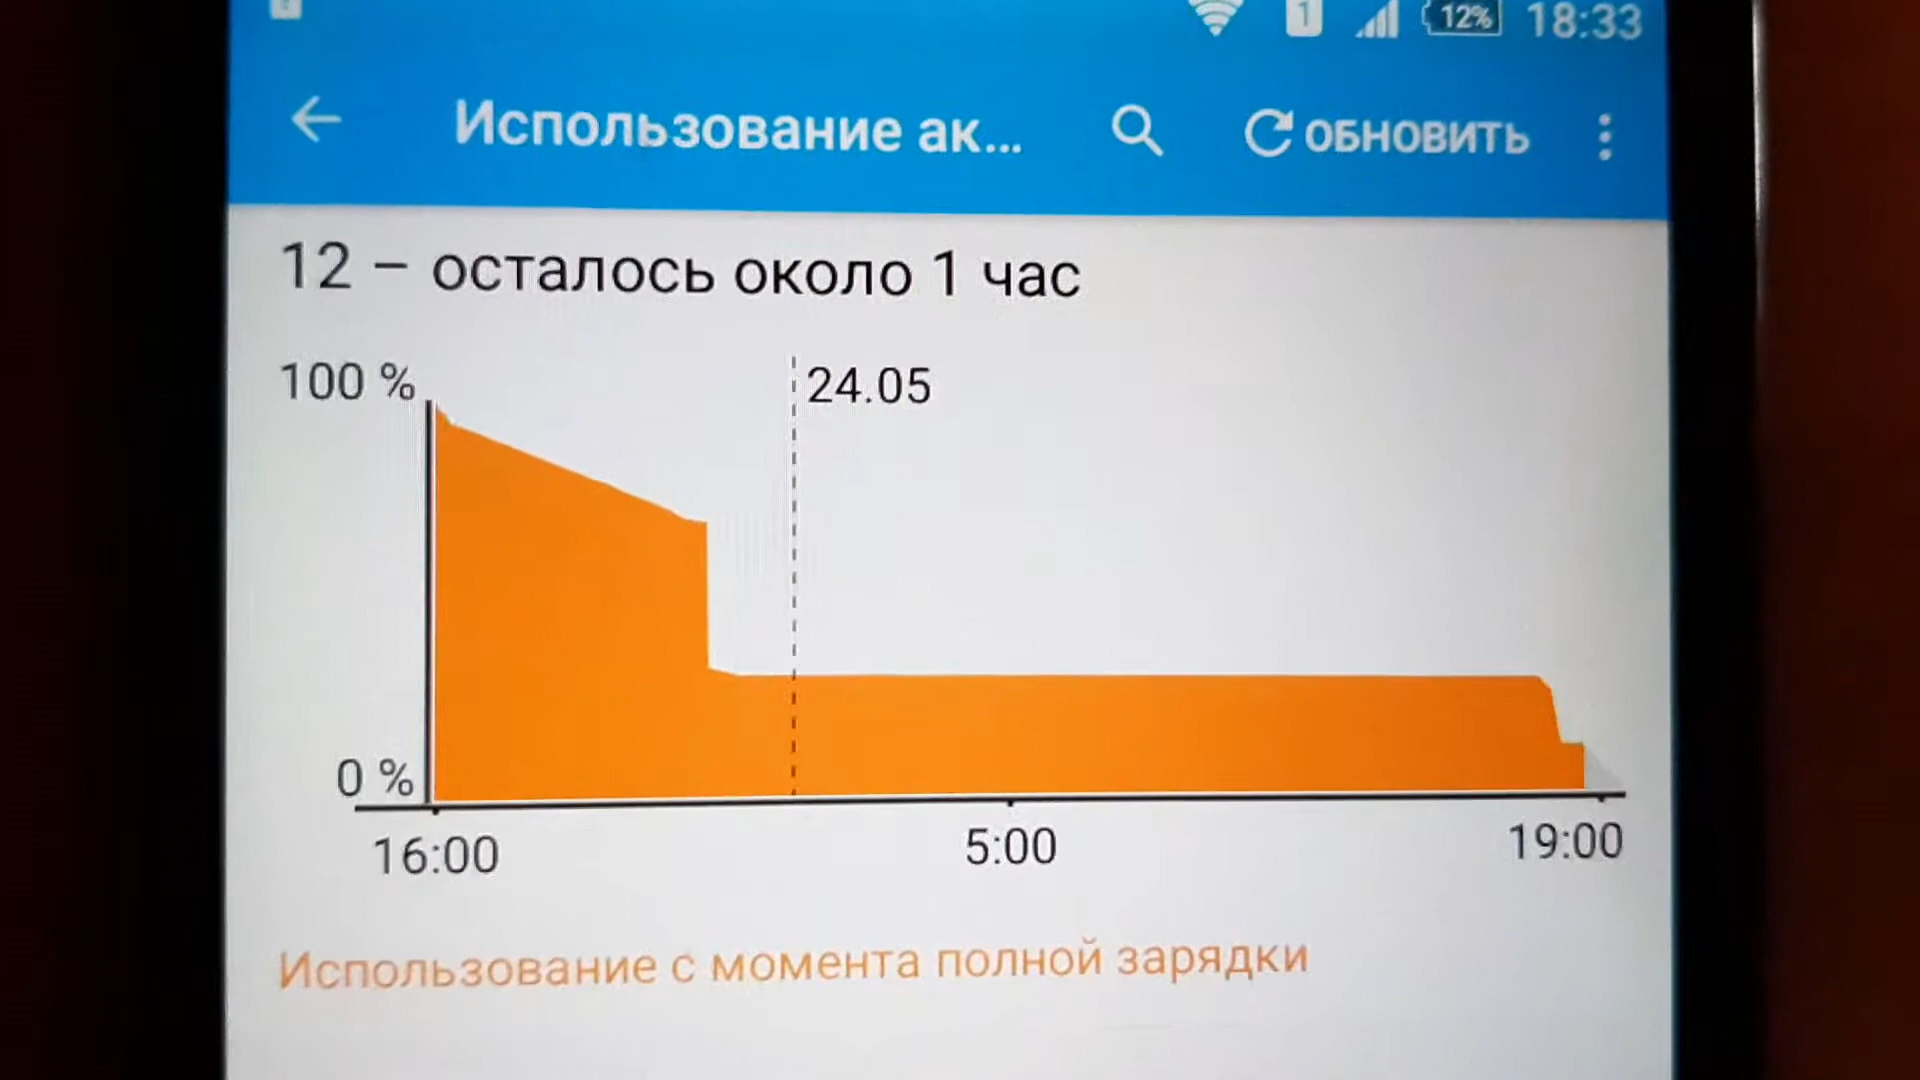 1 12% 18:33
Использование ак... ОБНОВИТЬ
12 – осталось около 1 час
100 %
24.05
0 %
16:00 5:00 19:00
Использование с момента полной зарядки